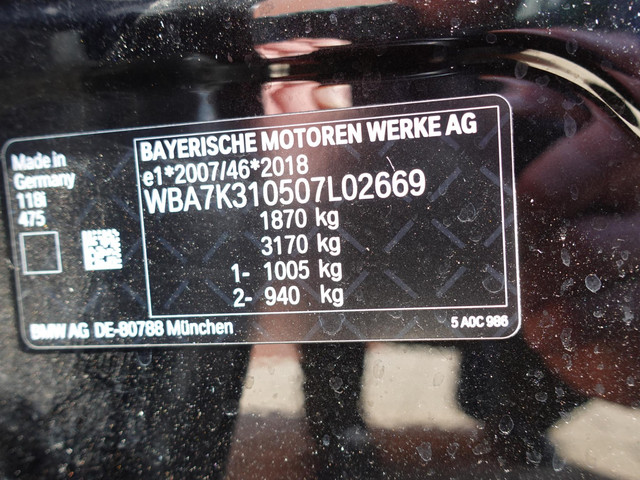 BAYERISCHE MOTOREN WERKE AG
Made in
Germany
118i
475
e1*2007/46*2018
WBA7K310507L02669
1870 kg
3170 kg
1- 1005 kg
2- 940 kg
BMW AG DE-80788 München
5 A0C 986